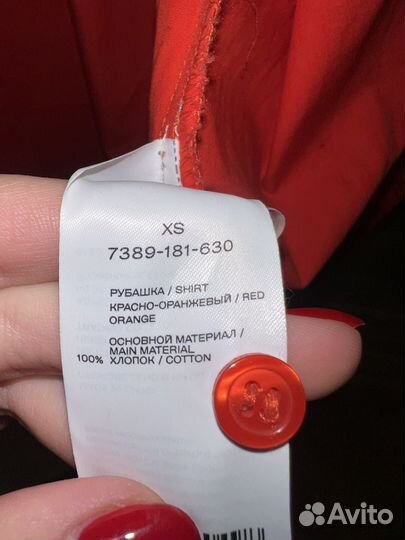 XS
7389-181-630
РУБАШКА / SHIRT
КРАСНО-ОРАНЖЕВЫЙ / RED
ORANGE
ОСНОВНОЙ МАТЕРИАЛ /
MAIN MATERIAL
100% ХЛОПОК / COTTON
Avito